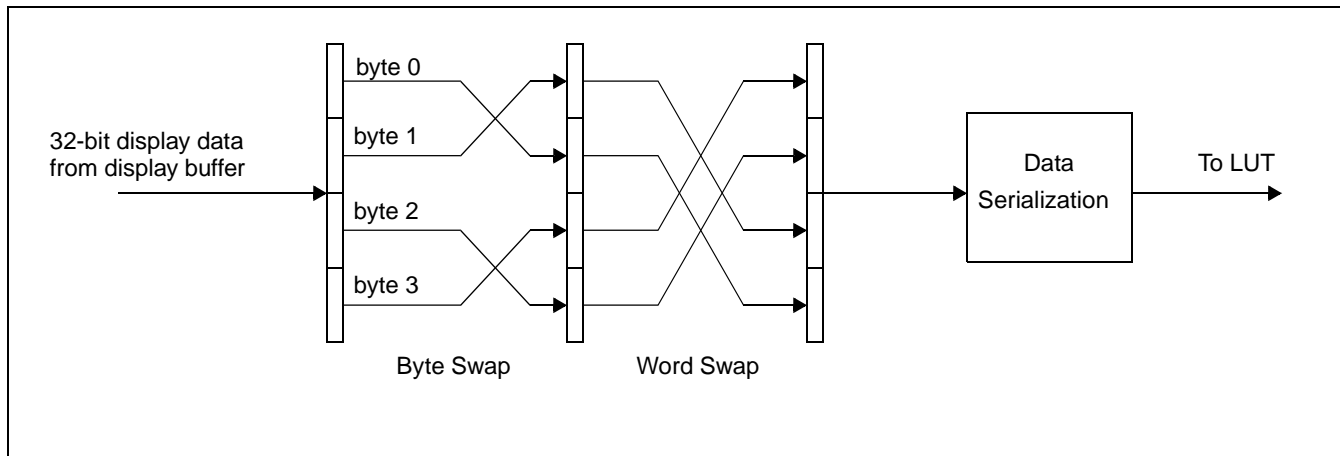 byte 0
32-bit display data
from display buffer
byte 1
byte 2
byte 3
Byte Swap
Word Swap
Data
Serialization
To LUT